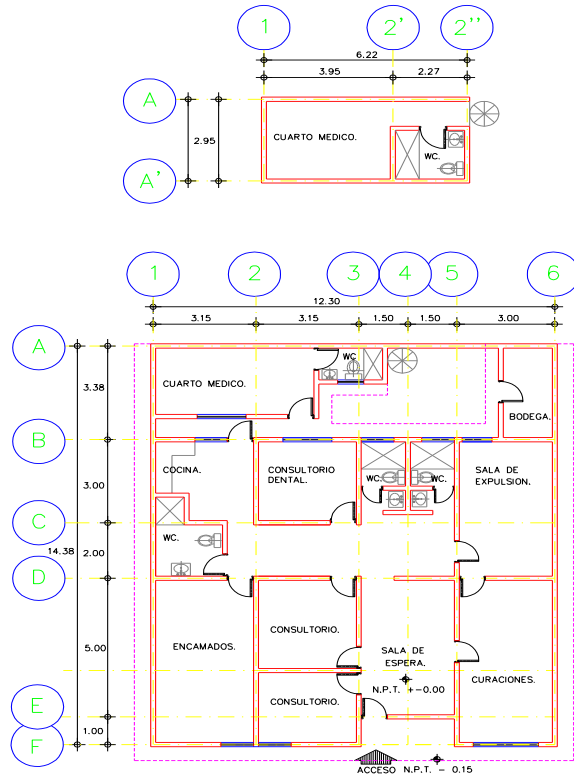 1 2' 2''
6.22
3.95 2.27
A
2.95
CUARTO MEDICO.
WC.
A'
1 2 3 4 5 6
12.30
3.15 3.15 1.50 1.50 3.00
A
3.38
CUARTO MEDICO.
WC
BODEGA.
B
COCINA.
CONSULTORIO
DENTAL.
WC.
WC.
SALA DE
EXPULSION.
3.00
C
WC.
2.00
14.38
D
ENCAMADOS.
CONSULTORIO.
SALA DE
ESPERA.
5.00
CURACIONES.
N.P.T. +-0.00
CONSULTORIO.
E
1.00
F
ACCESO N.P.T. - 0.15